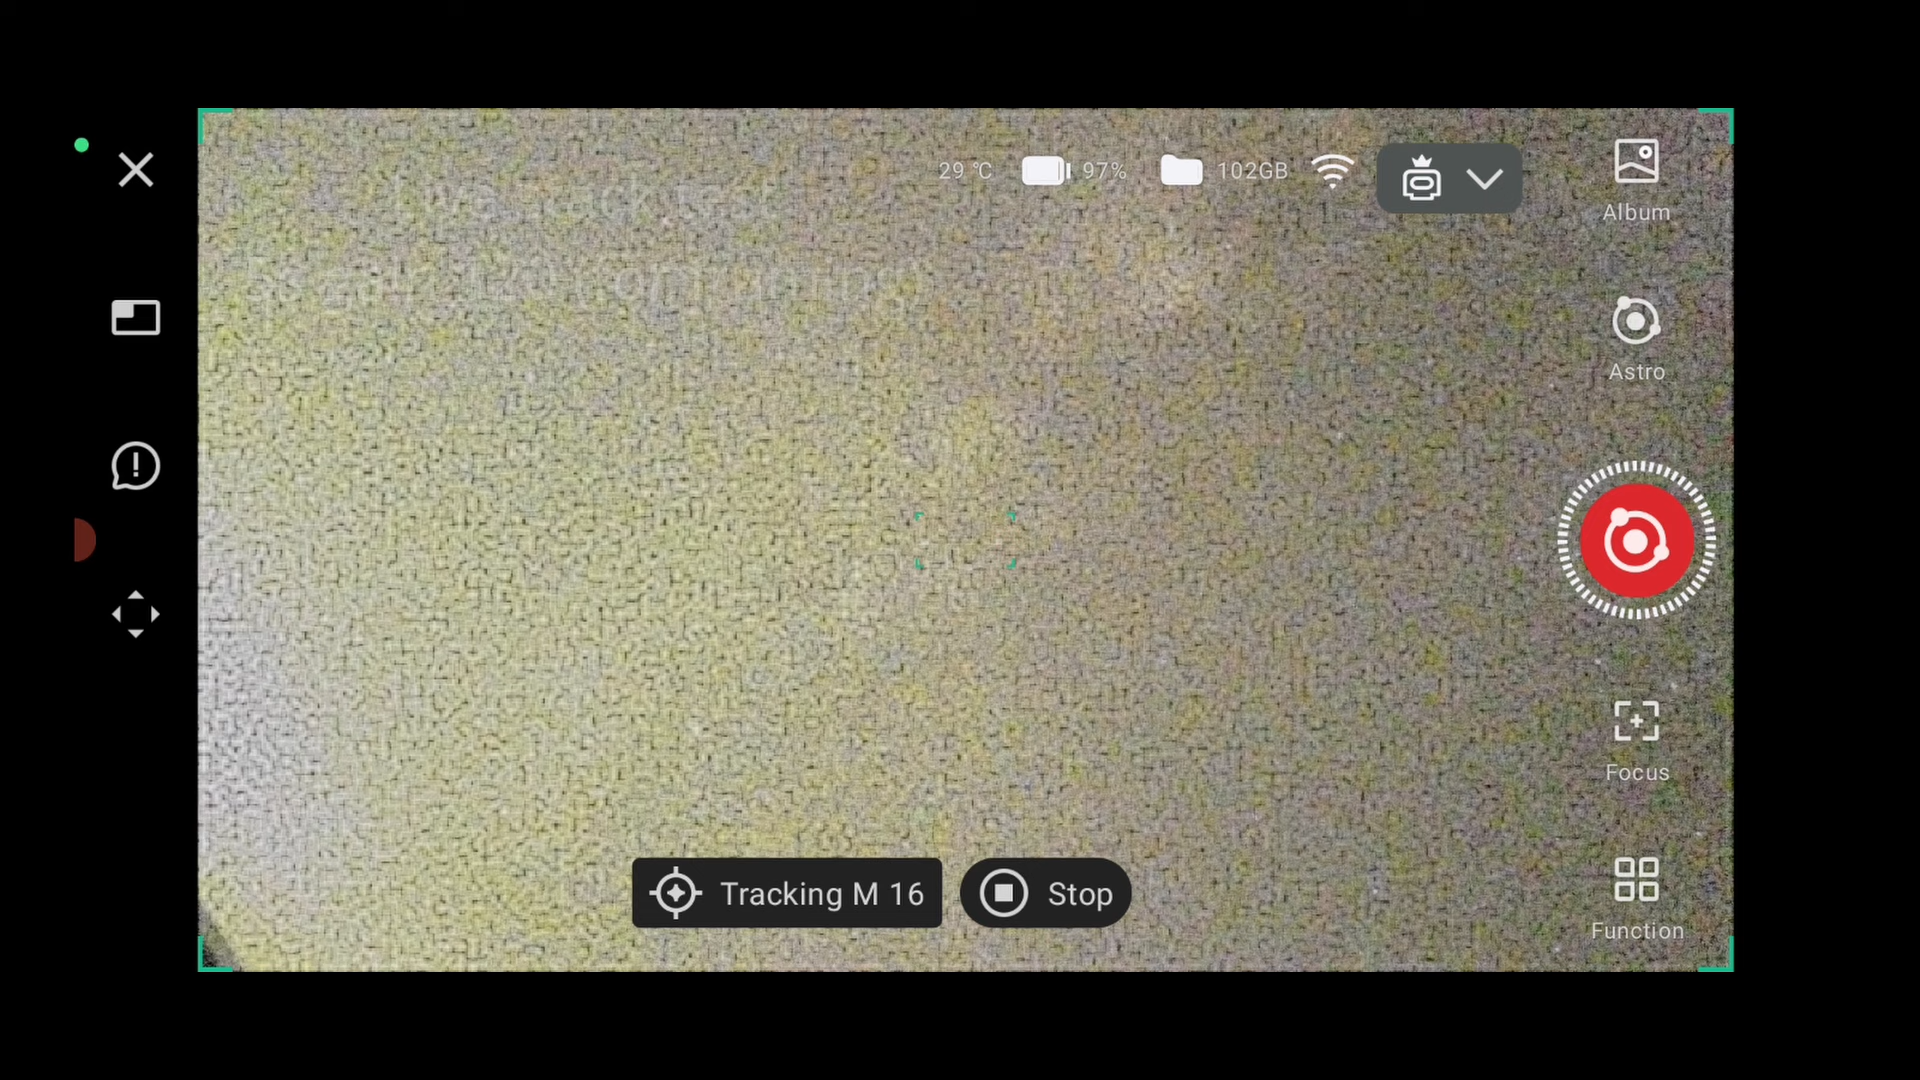 29 °C 97% 102GB
Album
Astro
Focus
Tracking M 16
Stop
Function